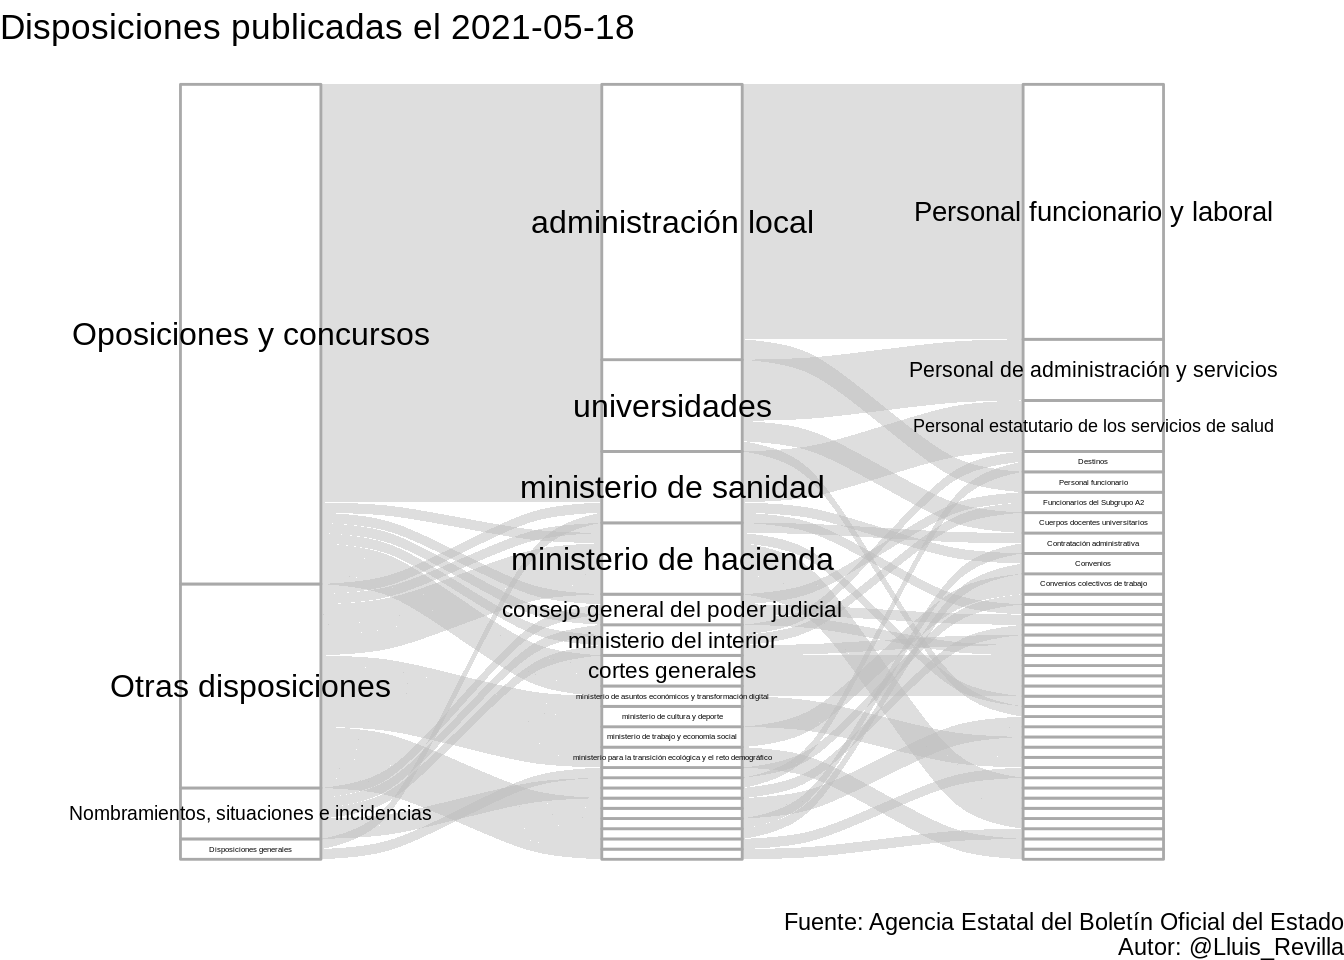 Disposiciones publicadas el 2021-05-18
Oposiciones y concursos
Otras disposiciones
Nombramientos, situaciones e incidencias
Disposiciones generales
administración local
universidades
ministerio de sanidad
ministerio de hacienda
consejo general del poder judicial
ministerio del interior
cortes generales
ministerio de asuntos económicos y transformación digital
ministerio de cultura y deporte
ministerio de trabajo y economía social
ministerio para la transición ecológica y el reto demográfico
Personal funcionario y laboral
Personal de administración y servicios
Personal estatutario de los servicios de salud
Destinos
Personal funcionario
Funcionarios del Subgrupo A2
Cuerpos docentes universitarios
Contratación administrativa
Convenios
Convenios colectivos de trabajo
Fuente: Agencia Estatal del Boletín Oficial del Estado
Autor: @Lluis_Revilla